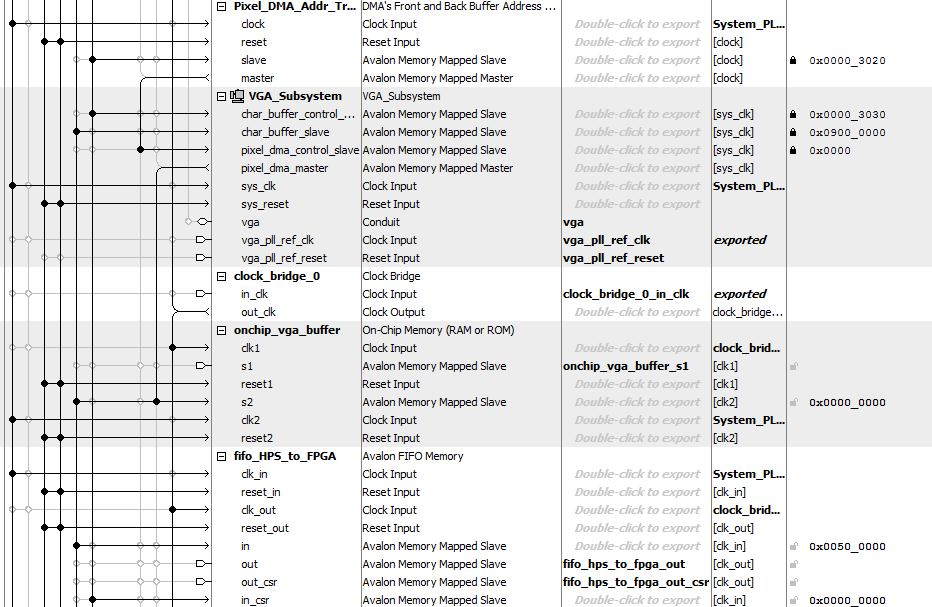 Pixel_DMA_Addr_Tr... DMA's Front and Back Buffer Address ...
clock Clock Input Double-click to export System_PL...
reset Reset Input Double-click to export [clock]
slave Avalon Memory Mapped Slave Double-click to export [clock] 0x0000_3020
master Avalon Memory Mapped Master Double-click to export [clock]
VGA_Subsystem VGA_Subsystem
char_buffer_control_... Avalon Memory Mapped Slave Double-click to export [sys_clk] 0x0000_3030
char_buffer_slave Avalon Memory Mapped Slave Double-click to export [sys_clk] 0x0900_0000
pixel_dma_control_slave Avalon Memory Mapped Slave Double-click to export [sys_clk] 0x0000
pixel_dma_master Avalon Memory Mapped Master Double-click to export [sys_clk]
sys_clk Clock Input Double-click to export System_PL...
sys_reset Reset Input Double-click to export
vga Conduit vga
vga_pll_ref_clk Clock Input vga_pll_ref_clk exported
vga_pll_ref_reset Reset Input vga_pll_ref_reset
clock_bridge_0 Clock Bridge
in_clk Clock Input clock_bridge_0_in_clk exported
out_clk Clock Output Double-click to export clock_bridge...
onchip_vga_buffer On-Chip Memory (RAM or ROM)
clk1 Clock Input Double-click to export clock_brid...
s1 Avalon Memory Mapped Slave onchip_vga_buffer_s1 [clk1]
reset1 Reset Input Double-click to export [clk1]
s2 Avalon Memory Mapped Slave Double-click to export [clk2] 0x0000_0000
clk2 Clock Input Double-click to export System_PL...
reset2 Reset Input Double-click to export [clk2]
fifo_HPS_to_FPGA Avalon FIFO Memory
clk_in Clock Input Double-click to export System_PL...
reset_in Reset Input Double-click to export [clk_in]
clk_out Clock Input Double-click to export clock_brid...
reset_out Reset Input Double-click to export [clk_out]
in Avalon Memory Mapped Slave Double-click to export [clk_in] 0x0050_0000
out Avalon Memory Mapped Slave fifo_hps_to_fpga_out [clk_out]
out_csr Avalon Memory Mapped Slave fifo_hps_to_fpga_out_csr [clk_out]
in_csr Avalon Memory Mapped Slave Double-click to export [clk_in] 0x0000_0000